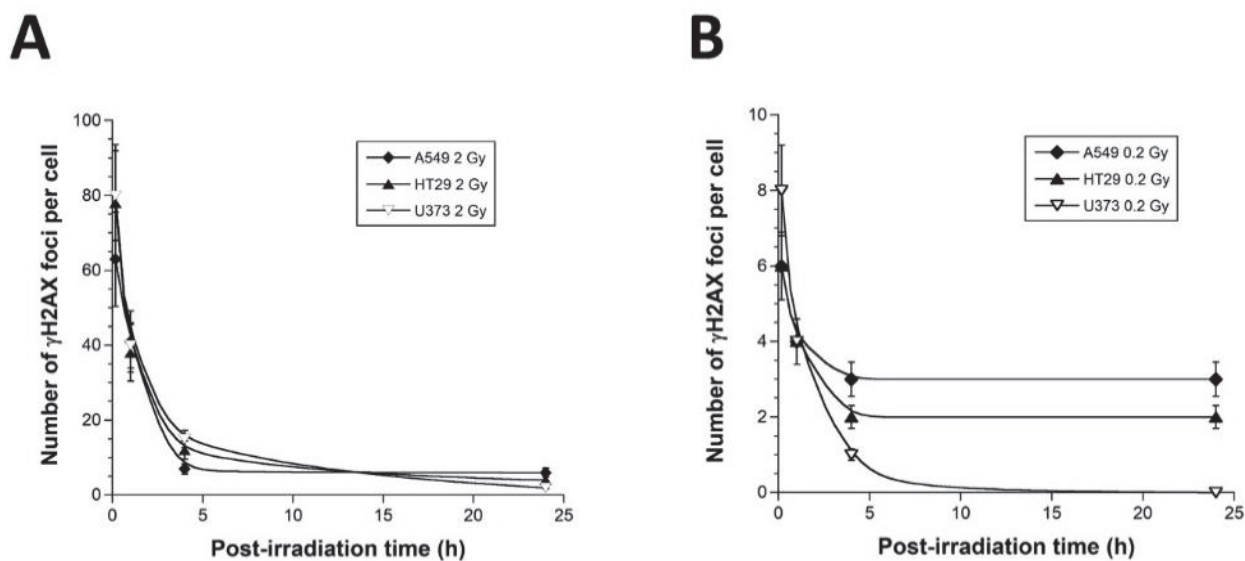 A
Number of γH2AX foci per cell
100
80
60
40
20
0
0 5 10 15 20 25
Post-irradiation time (h)
A549 2 Gy
HT29 2 Gy
U373 2 Gy
B
Number of γH2AX foci per cell
10
8
6
4
2
0
0 5 10 15 20 25
Post-irradiation time (h)
A549 0.2 Gy
HT29 0.2 Gy
U373 0.2 Gy